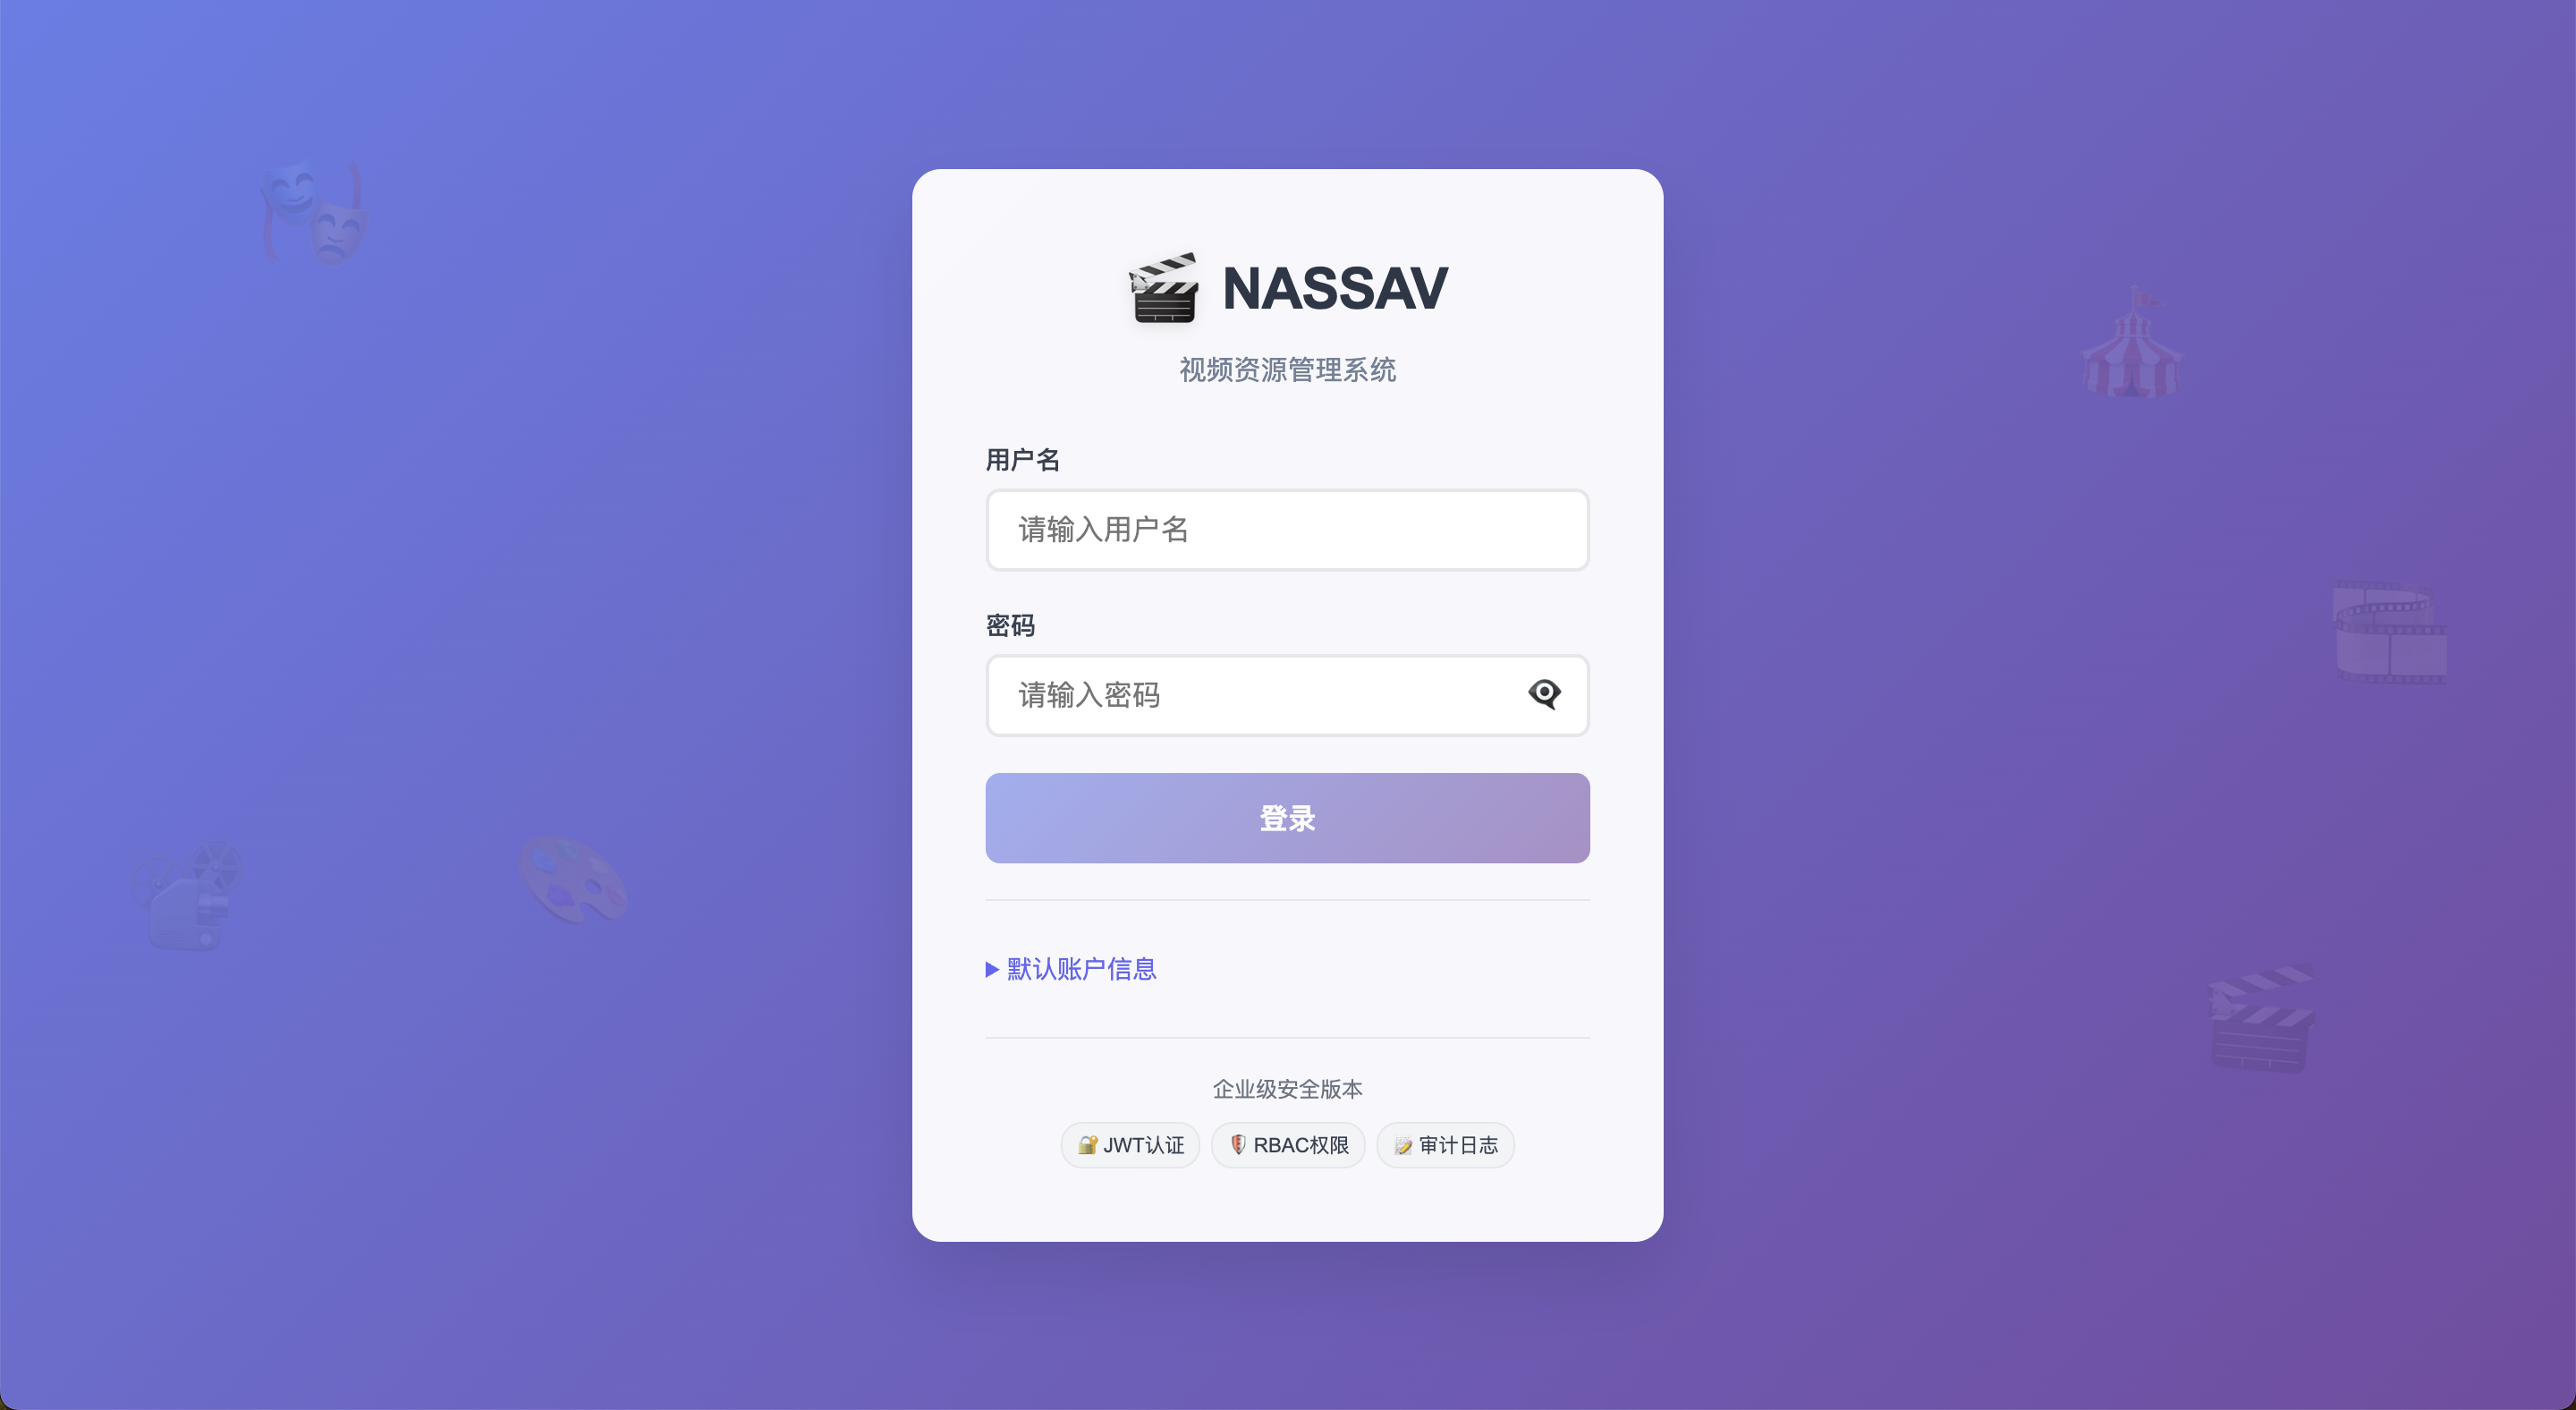 NASSAV
视频资源管理系统
用户名
请输入用户名
密码
请输入密码
登录
默认账户信息
企业级安全版本
JWT认证
RBAC权限
审计日志